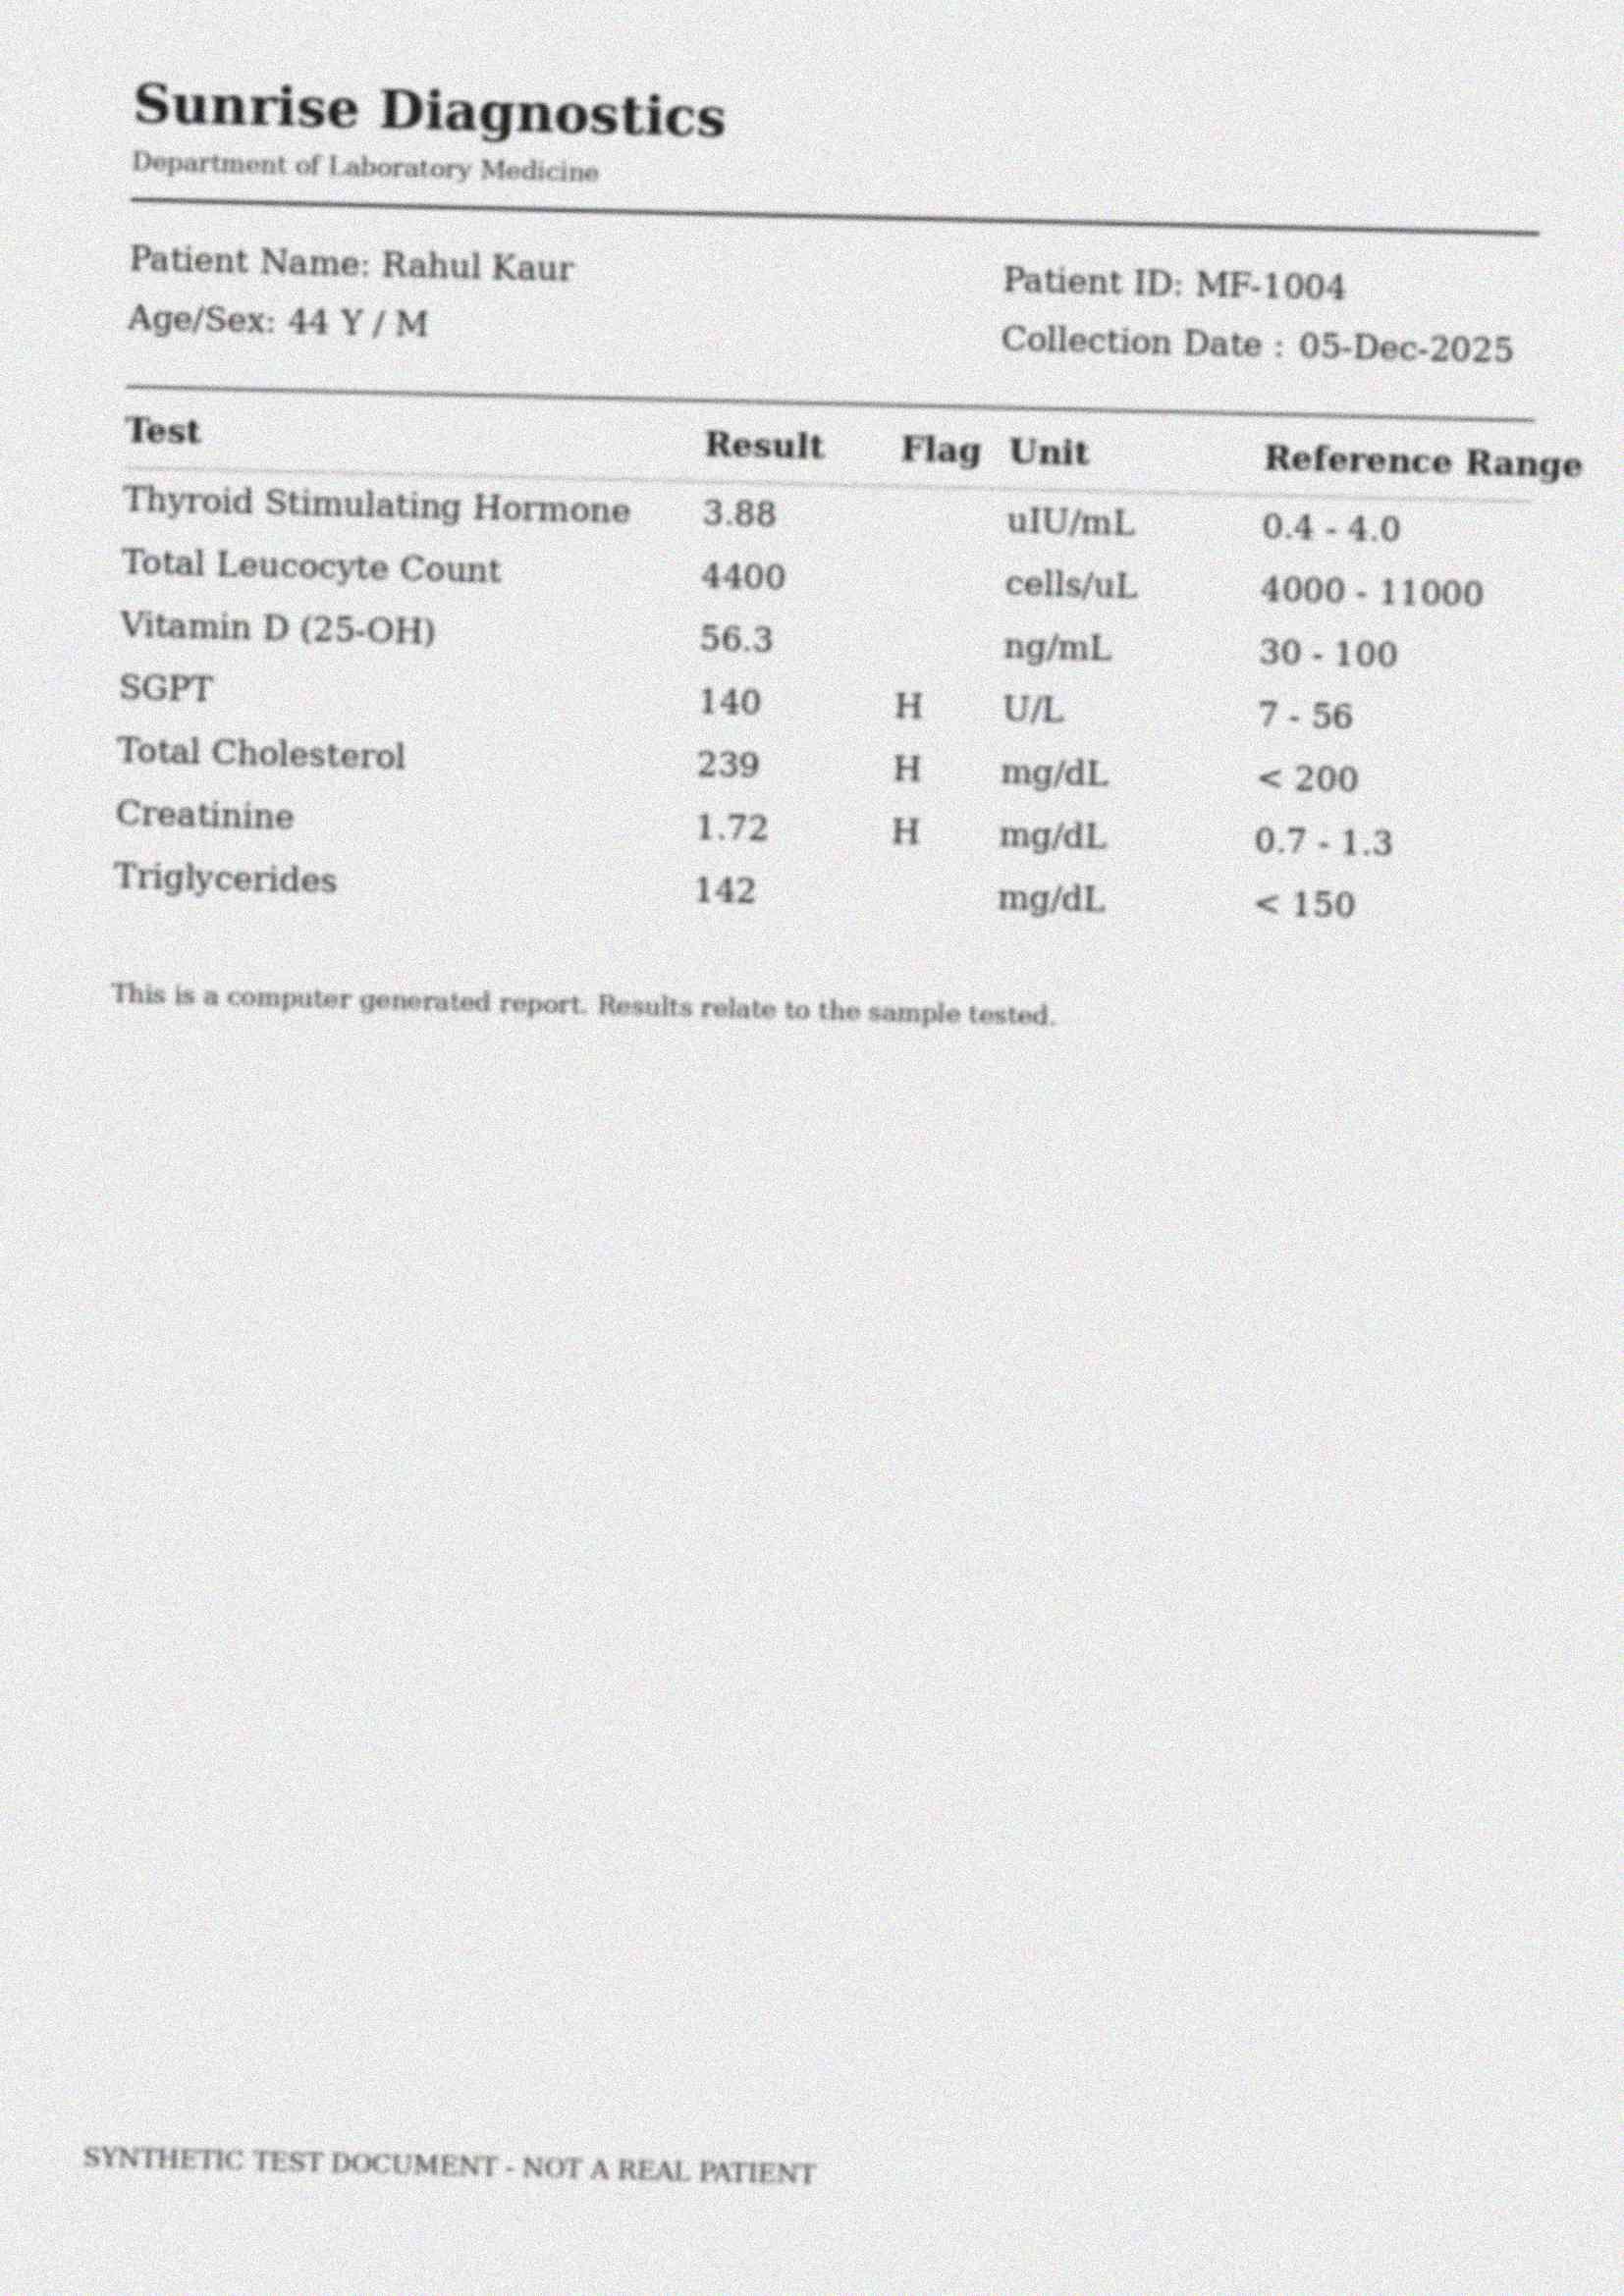 Sunrise Diagnostics
Department of Laboratory Medicine
Patient Name: Rahul Kaur Patient ID: MF-1004
Age/Sex: 44 Y / M Collection Date : 05-Dec-2025
Test Result Flag Unit Reference Range
Thyroid Stimulating Hormone 3.88 uIU/mL 0.4 - 4.0
Total Leucocyte Count 4400 cells/uL 4000 - 11000
Vitamin D (25-OH) 56.3 ng/mL 30 - 100
SGPT 140 H U/L 7 - 56
Total Cholesterol 239 H mg/dL < 200
Creatinine 1.72 H mg/dL 0.7 - 1.3
Triglycerides 142 mg/dL < 150
This is a computer generated report. Results relate to the sample tested.
SYNTHETIC TEST DOCUMENT - NOT A REAL PATIENT